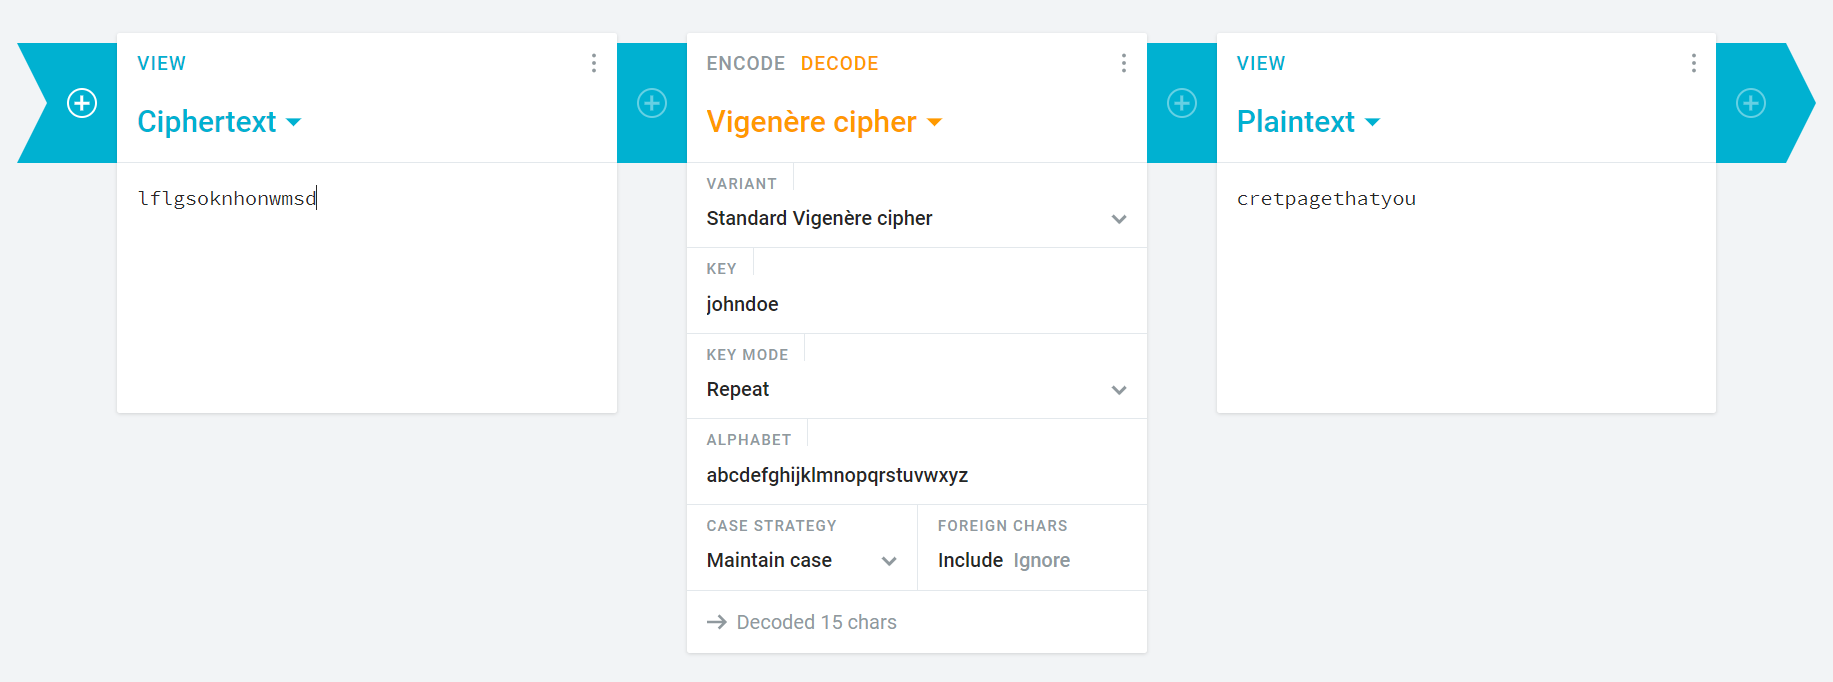 VIEW
Ciphertext
lflgsoknhonwmsd
ENCODE DECODE
Vigenère cipher
VARIANT
Standard Vigenère cipher
KEY
johndoe
KEY MODE
Repeat
ALPHABET
abcdefghijklmnopqrstuvwxyz
CASE STRATEGY
Maintain case
FOREIGN CHARS
Include Ignore
Decoded 15 chars
VIEW
Plaintext
cretpagethatyou